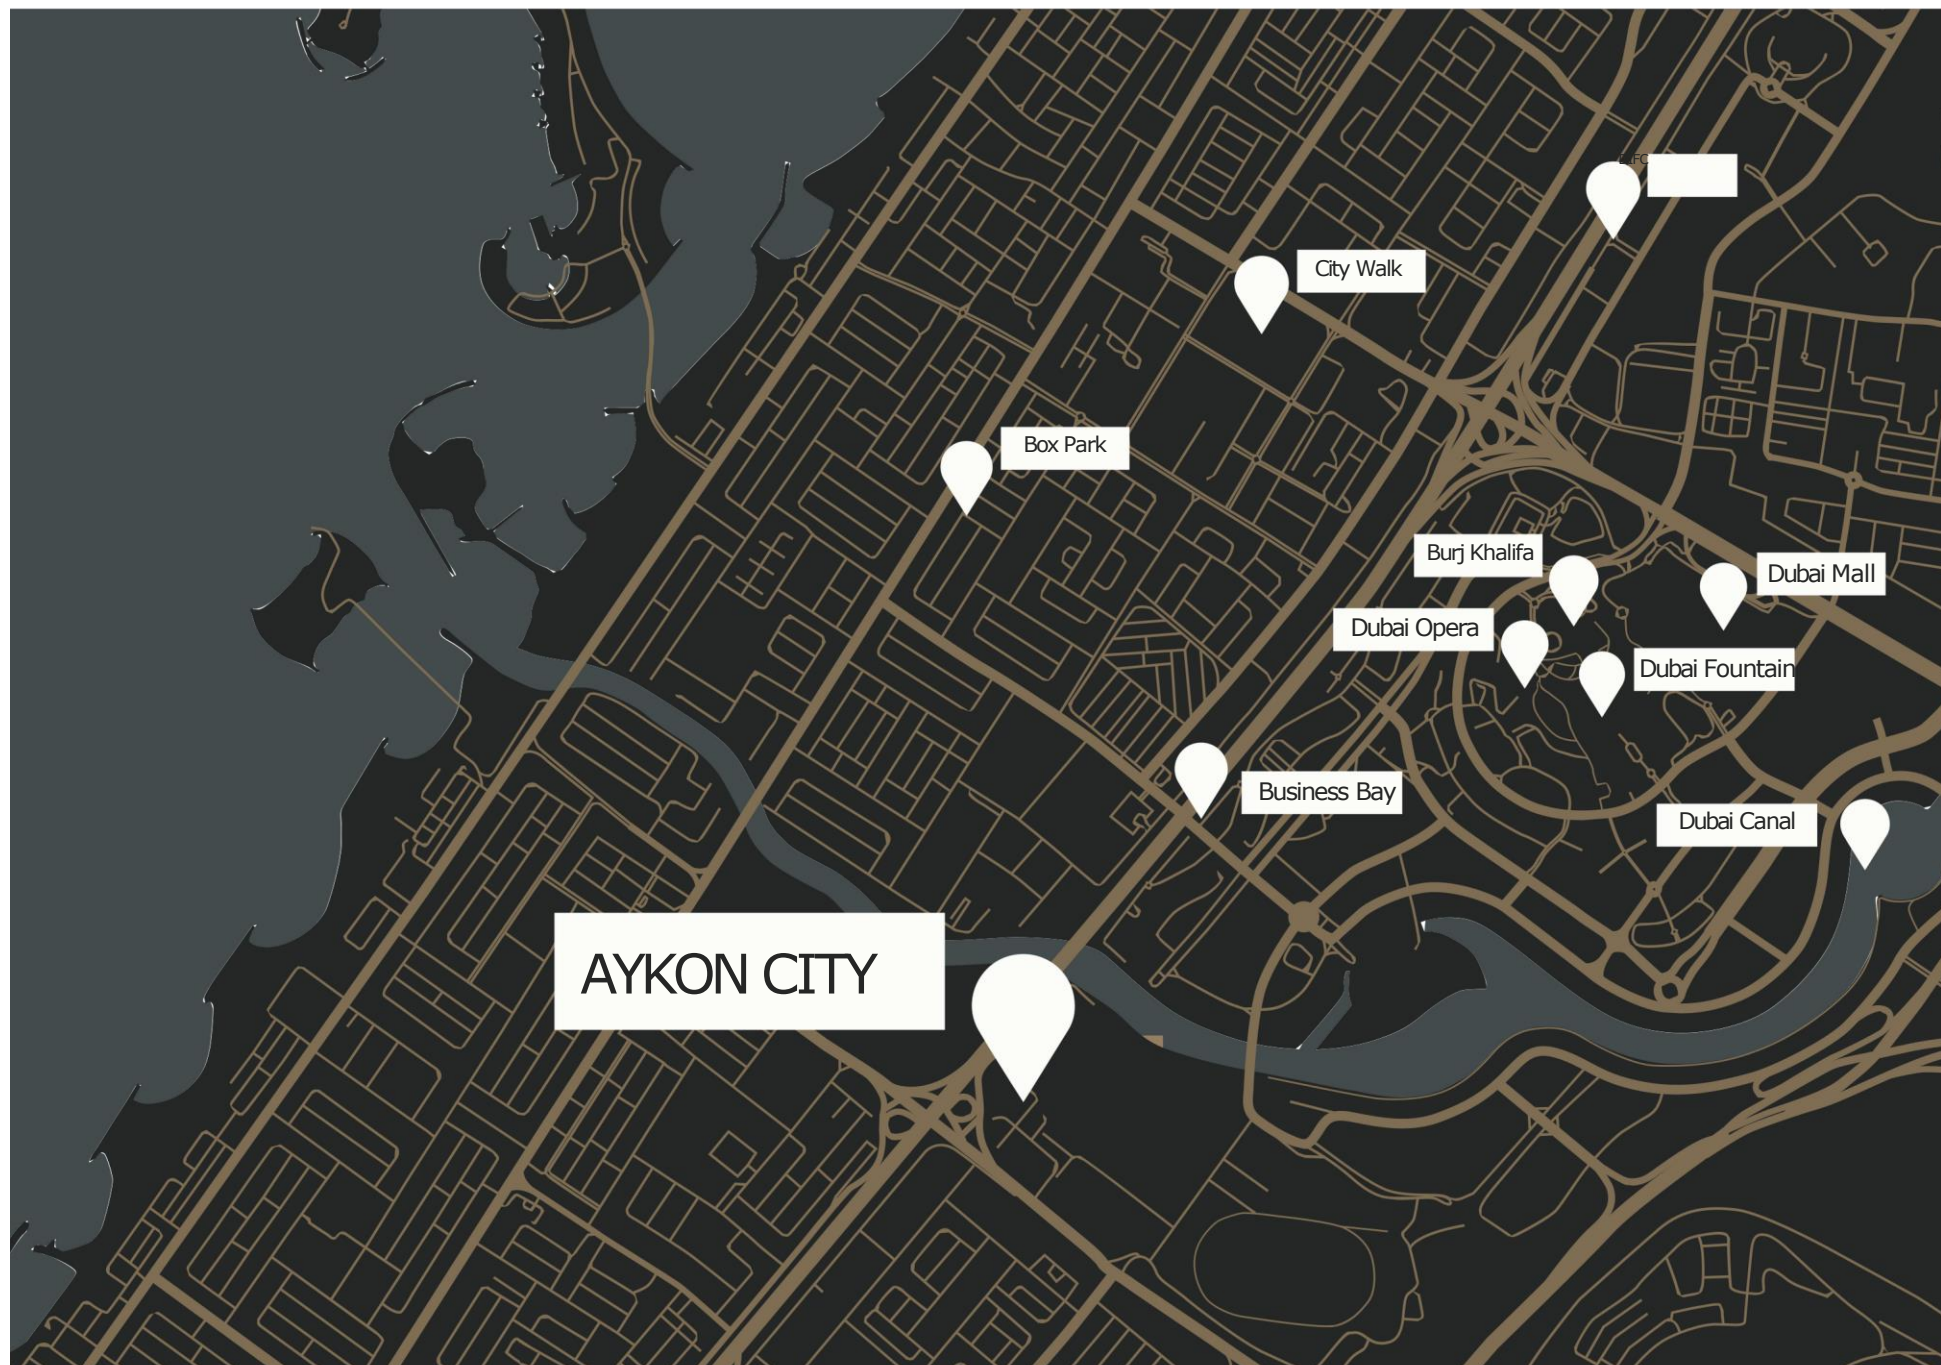 City Walk
Box Park
Burj Khalifa
Dubai Mall
Dubai Opera
Dubai Fountain
Business Bay
Dubai Canal
AYKON CITY